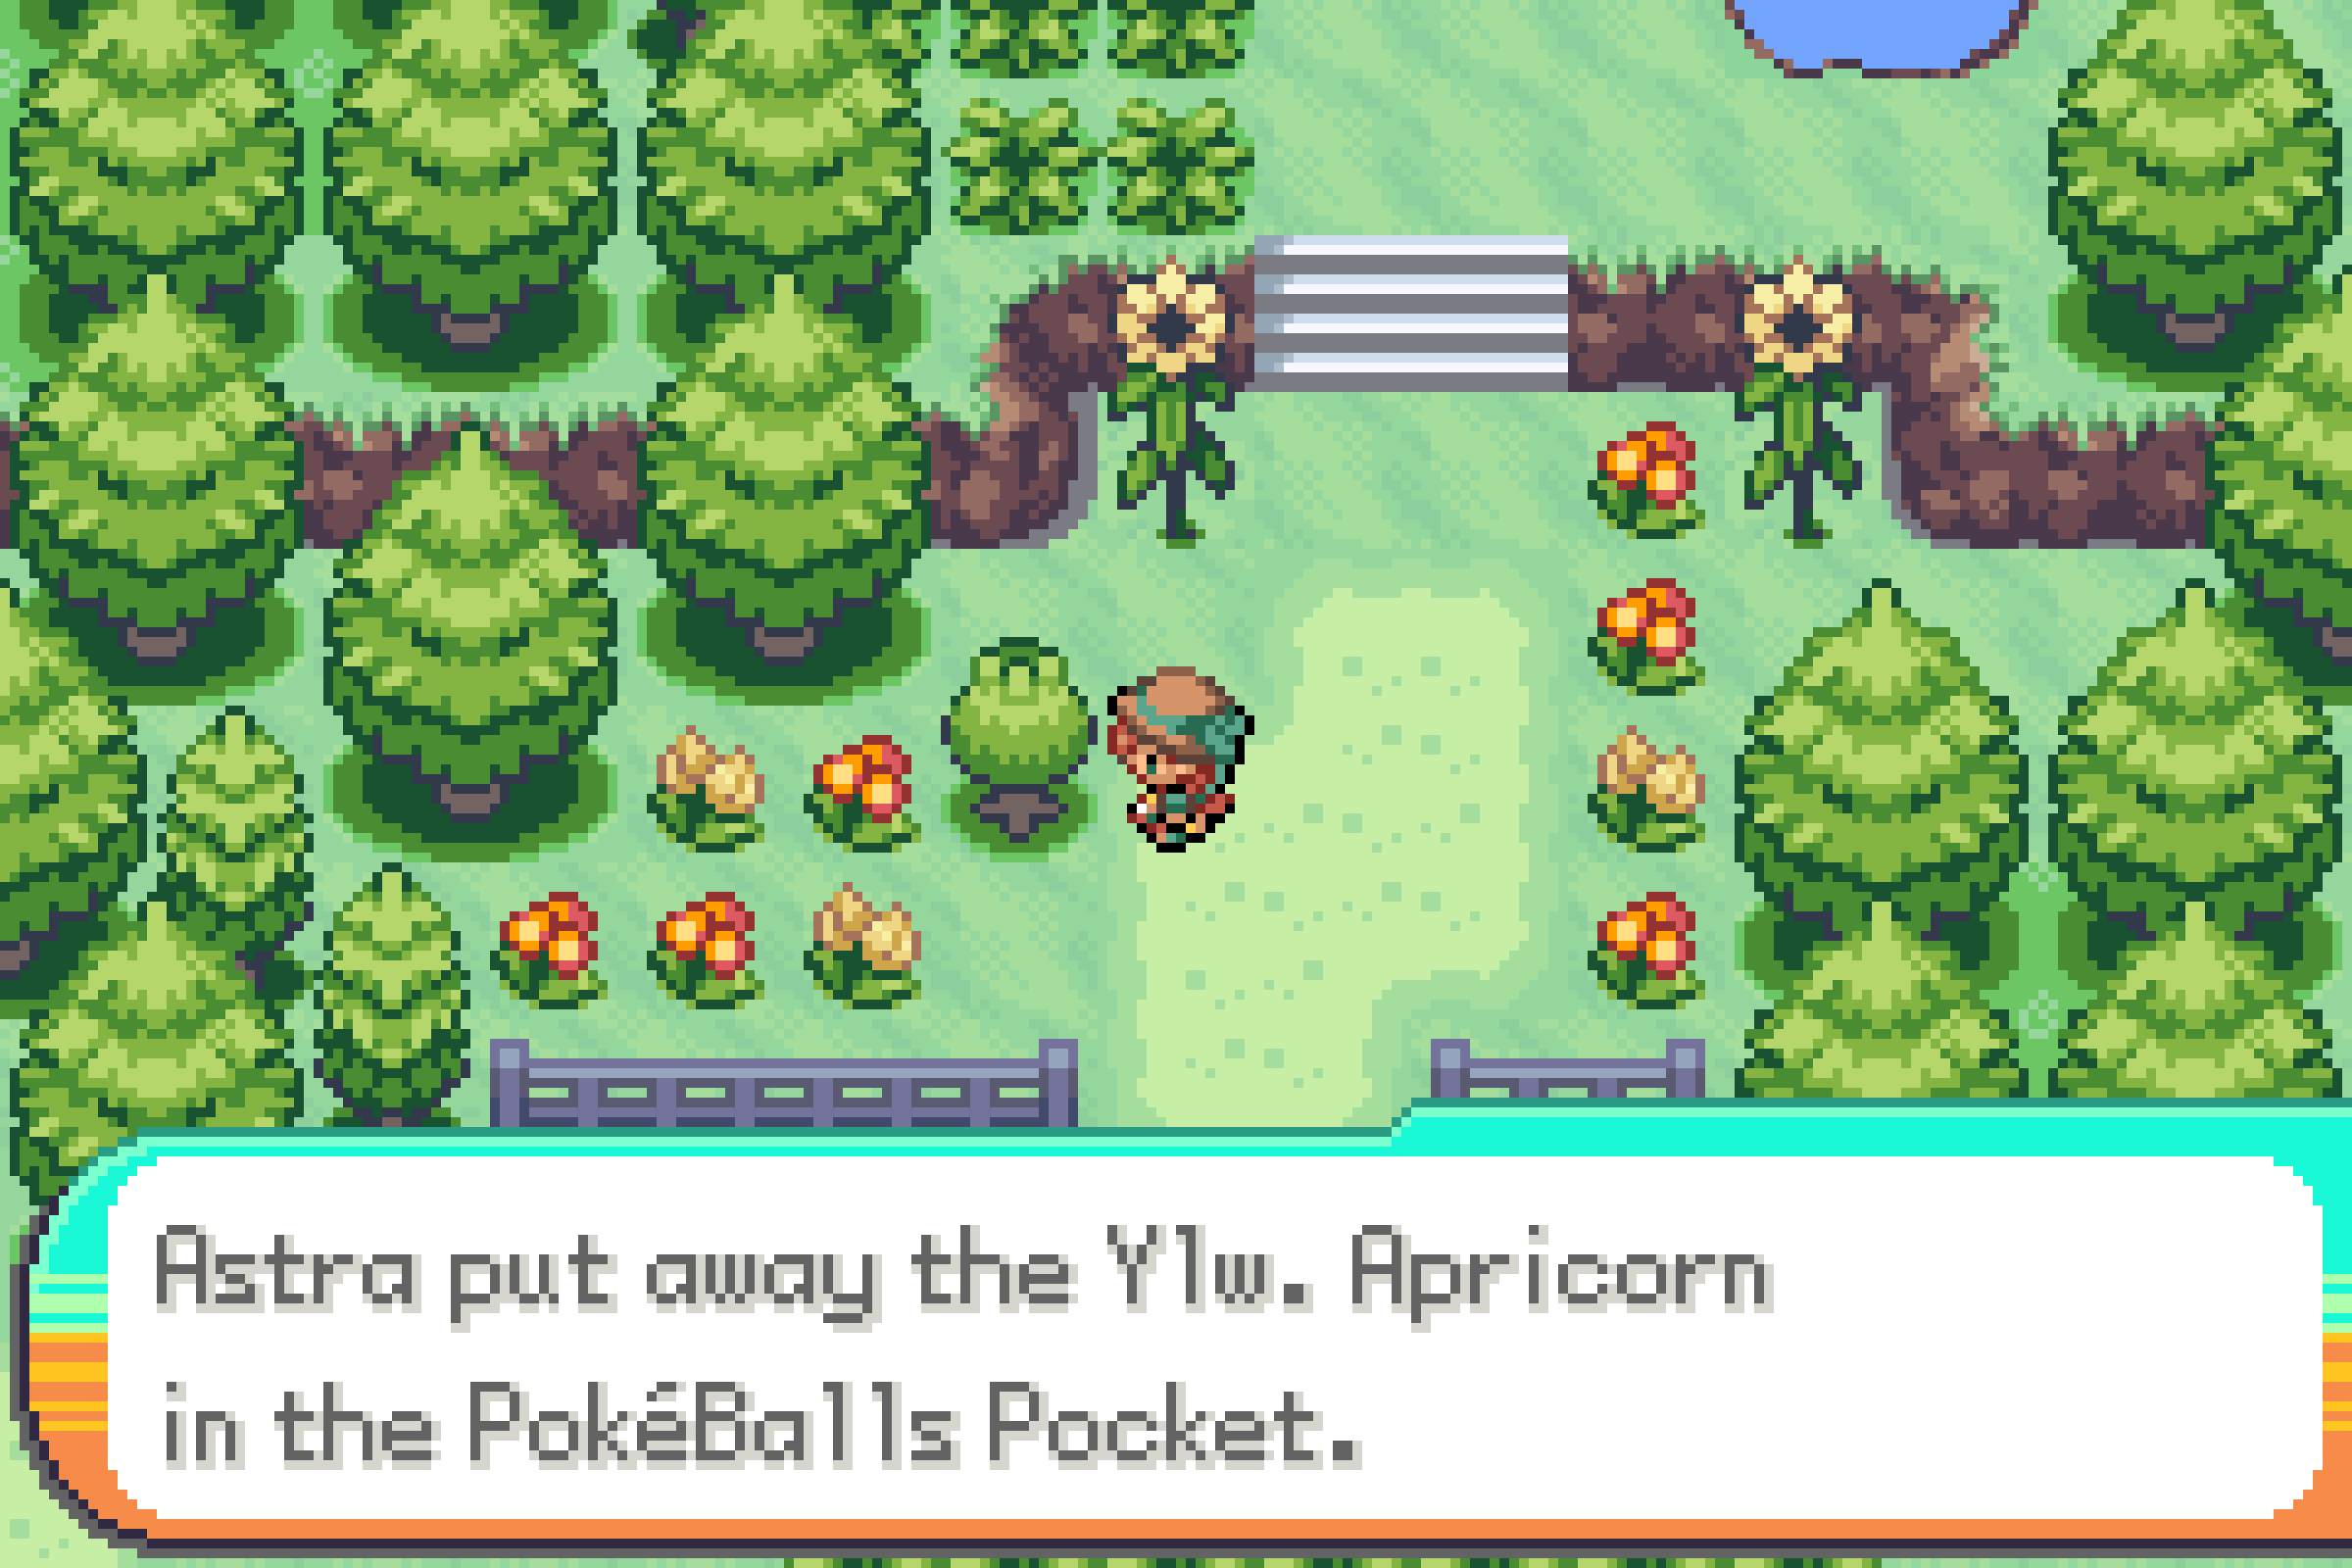 Astra put away the Ylw. Apricorn
in the PokéBalls Pocket.